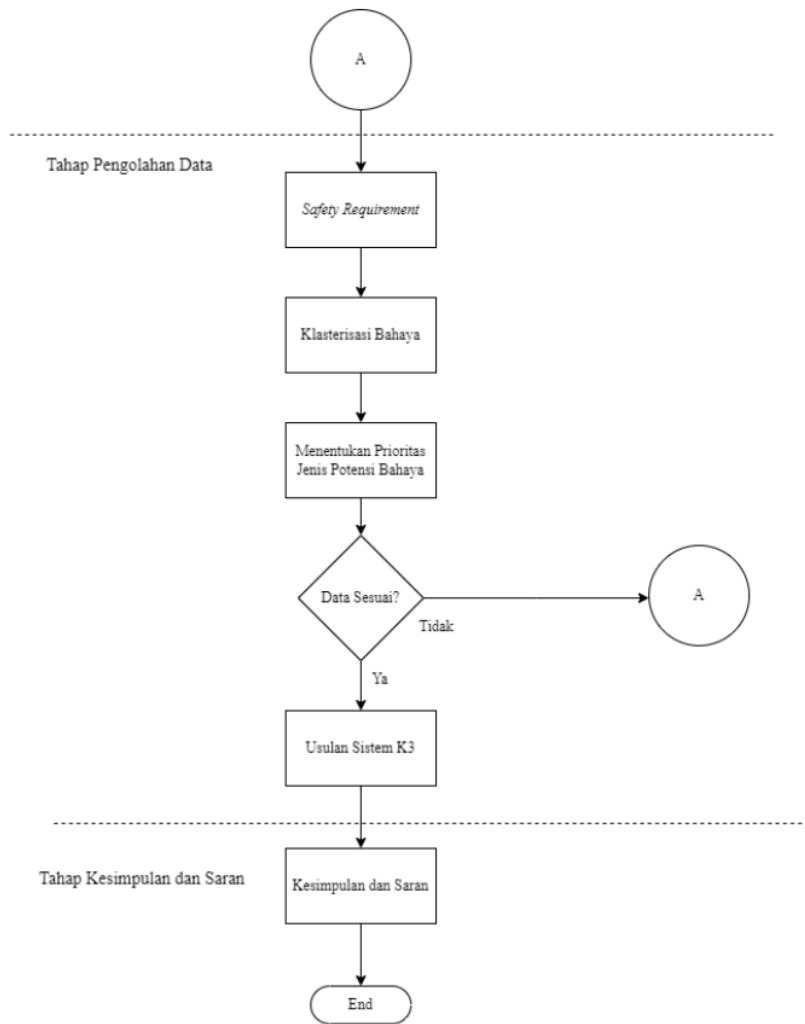 A
Tahap Pengolahan Data
Safety Requirement
Klasterisasi Bahaya
Menentukan Prioritas
Jenis Potensi Bahaya
Data Sesuai?
A
Tidak
Ya
Usulan Sistem K3
Tahap Kesimpulan dan Saran
Kesimpulan dan Saran
End